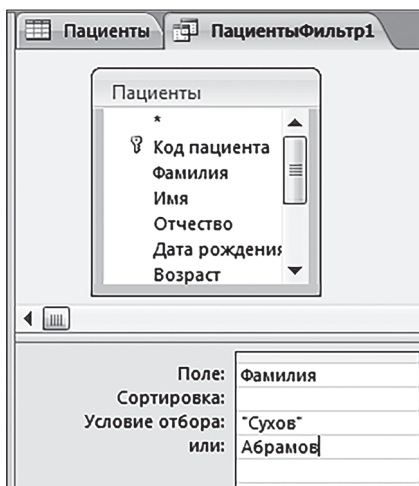 Пациенты
ПациентыФильтр1
Пациенты
*
Код пациента
Фамилия
Имя
Отчество
Дата рождения
Возраст
Поле: Фамилия
Сортировка:
Условие отбора: "Сухов"
или: Абрамов